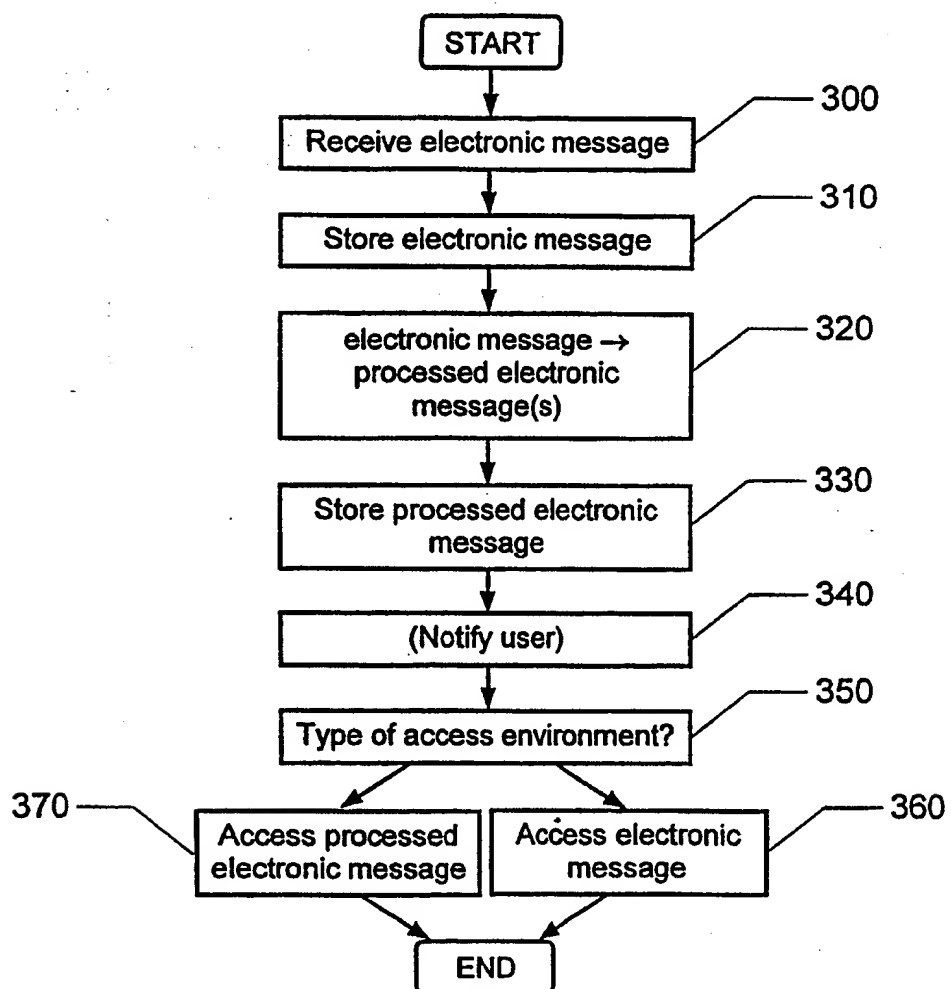 START
300
Receive electronic message
310
Store electronic message
320
electronic message →
processed electronic
message(s)
330
Store processed electronic
message
340
(Notify user)
350
Type of access environment?
370
Access processed
electronic message
360
Access electronic
message
END